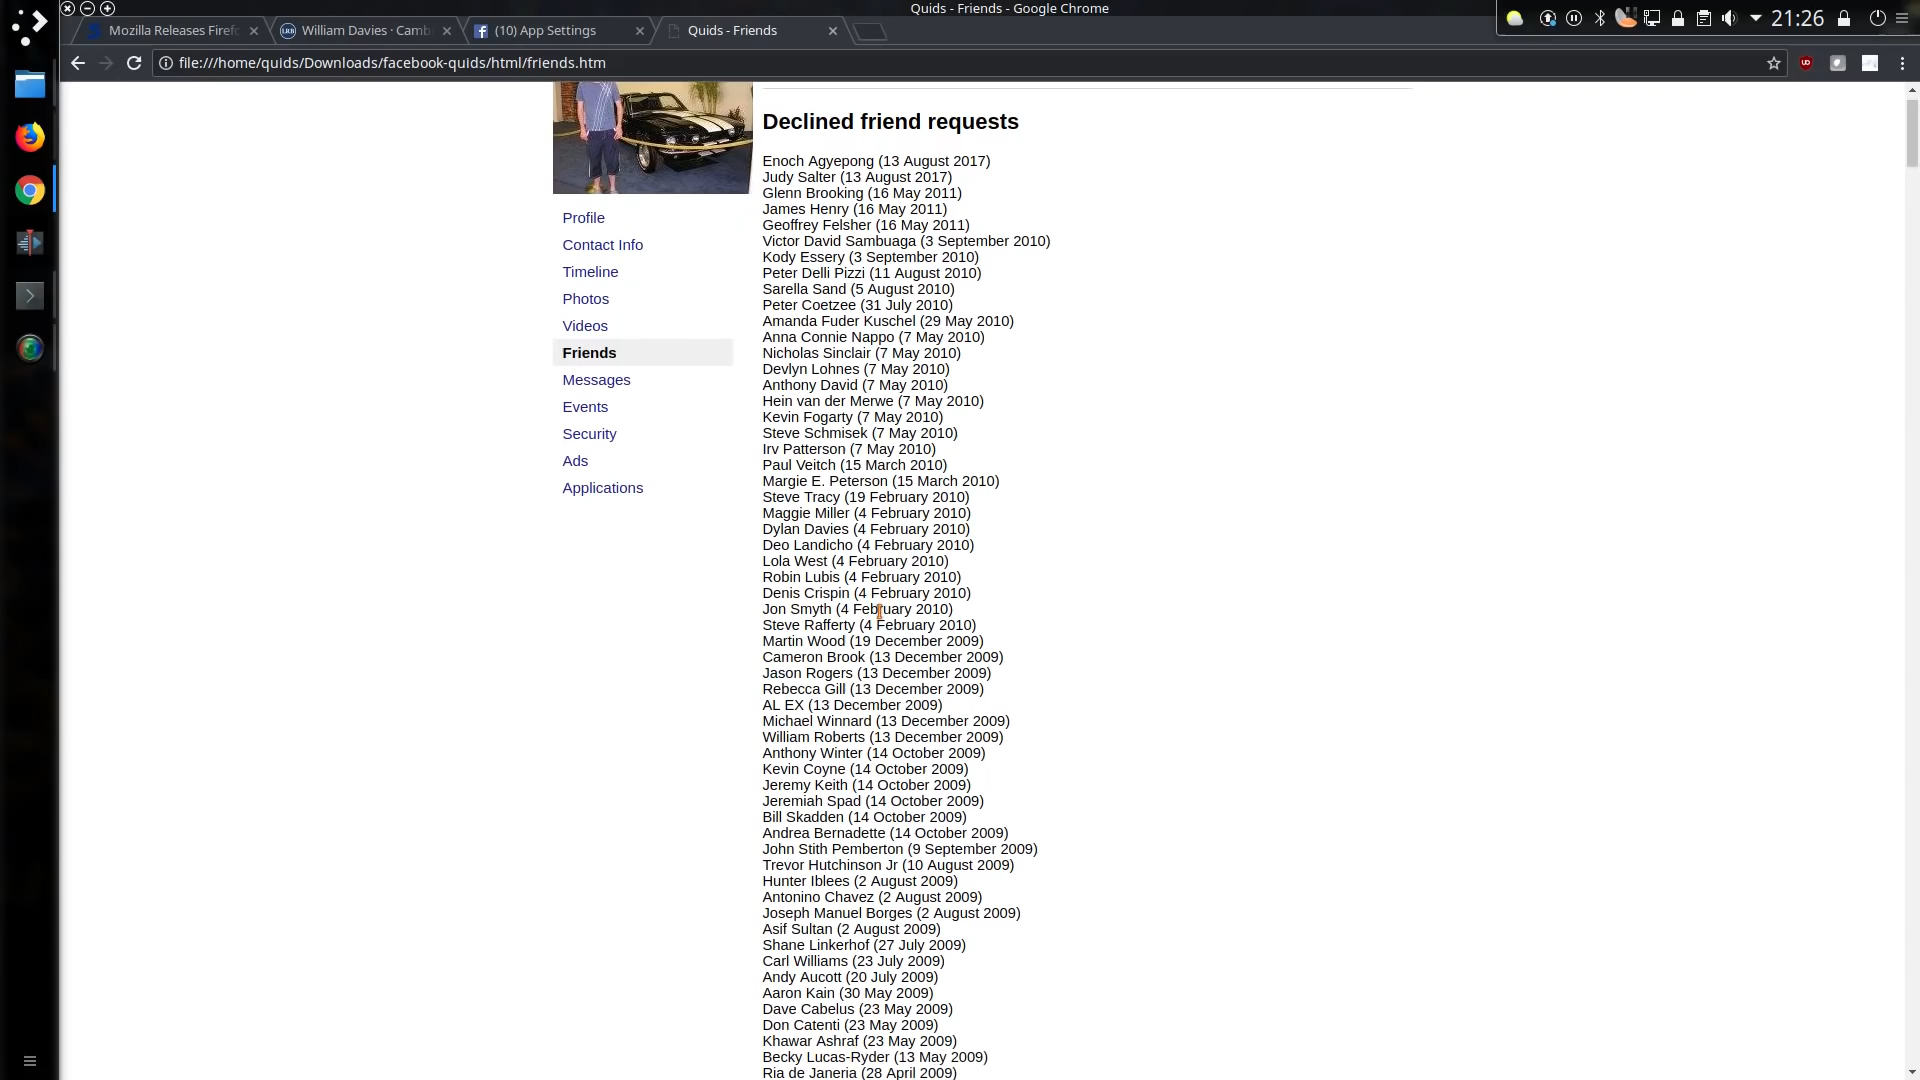 Quids - Friends - Google Chrome
21:26
Mozilla Releases Firefo
William Davies · Camb
(10) App Settings
Quids - Friends
file:///home/quids/Downloads/facebook-quids/html/friends.htm
Profile
Contact Info
Timeline
Photos
Videos
Friends
Messages
Events
Security
Ads
Applications
Declined friend requests
Enoch Agyepong (13 August 2017)
Judy Salter (13 August 2017)
Glenn Brooking (16 May 2011)
James Henry (16 May 2011)
Geoffrey Felsher (16 May 2011)
Victor David Sambuaga (3 September 2010)
Kody Essery (3 September 2010)
Peter Delli Pizzi (11 August 2010)
Sarella Sand (5 August 2010)
Peter Coetzee (31 July 2010)
Amanda Fuder Kuschel (29 May 2010)
Anna Connie Nappo (7 May 2010)
Nicholas Sinclair (7 May 2010)
Devlyn Lohnes (7 May 2010)
Anthony David (7 May 2010)
Hein van der Merwe (7 May 2010)
Kevin Fogarty (7 May 2010)
Steve Schmisek (7 May 2010)
Irv Patterson (7 May 2010)
Paul Veitch (15 March 2010)
Margie E. Peterson (15 March 2010)
Steve Tracy (19 February 2010)
Maggie Miller (4 February 2010)
Dylan Davies (4 February 2010)
Deo Landicho (4 February 2010)
Lola West (4 February 2010)
Robin Lubis (4 February 2010)
Denis Crispin (4 February 2010)
Jon Smyth (4 February 2010)
Steve Rafferty (4 February 2010)
Martin Wood (19 December 2009)
Cameron Brook (13 December 2009)
Jason Rogers (13 December 2009)
Rebecca Gill (13 December 2009)
AL EX (13 December 2009)
Michael Winnard (13 December 2009)
William Roberts (13 December 2009)
Anthony Winter (14 October 2009)
Kevin Coyne (14 October 2009)
Jeremy Keith (14 October 2009)
Jeremiah Spad (14 October 2009)
Bill Skadden (14 October 2009)
Andrea Bernadette (14 October 2009)
John Stith Pemberton (9 September 2009)
Trevor Hutchinson Jr (10 August 2009)
Hunter Iblees (2 August 2009)
Antonino Chavez (2 August 2009)
Joseph Manuel Borges (2 August 2009)
Asif Sultan (2 August 2009)
Shane Linkerhof (27 July 2009)
Carl Williams (23 July 2009)
Andy Aucott (20 July 2009)
Aaron Kain (30 May 2009)
Dave Cabelus (23 May 2009)
Don Catenti (23 May 2009)
Khawar Ashraf (23 May 2009)
Becky Lucas-Ryder (13 May 2009)
Ria de Janeria (28 April 2009)